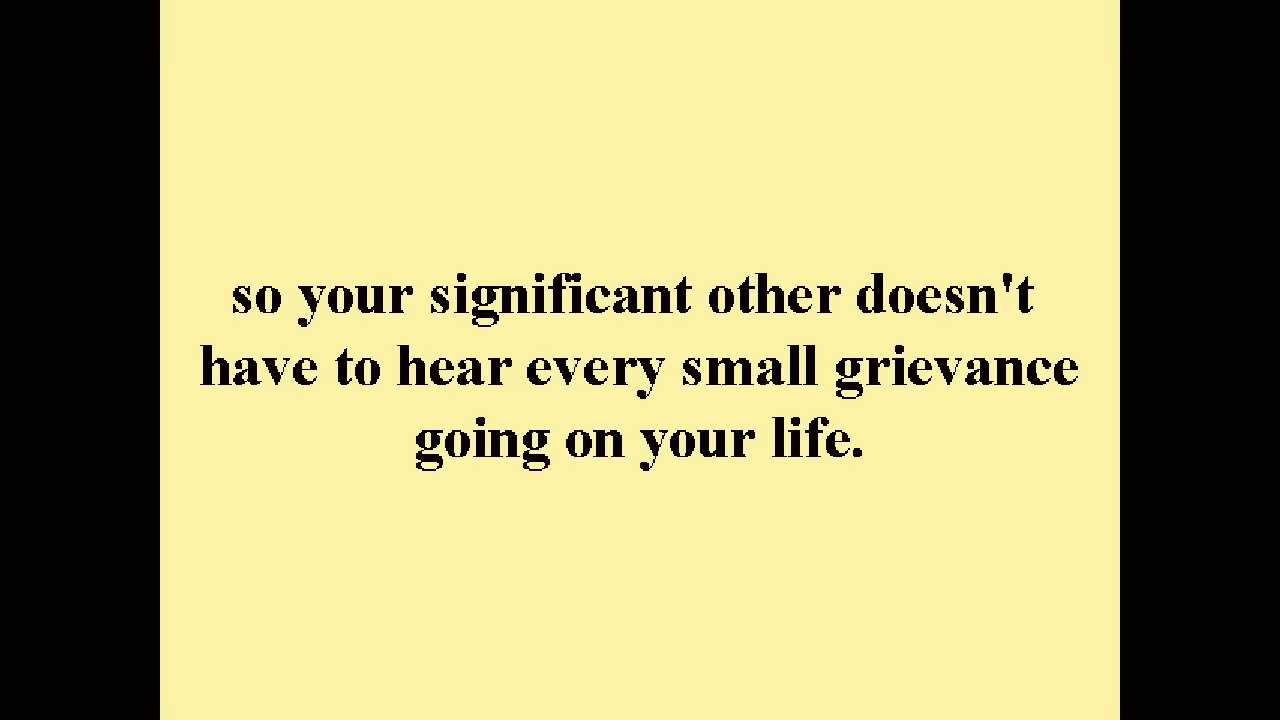 so your significant other doesn't
have to hear every small grievance
going on your life.